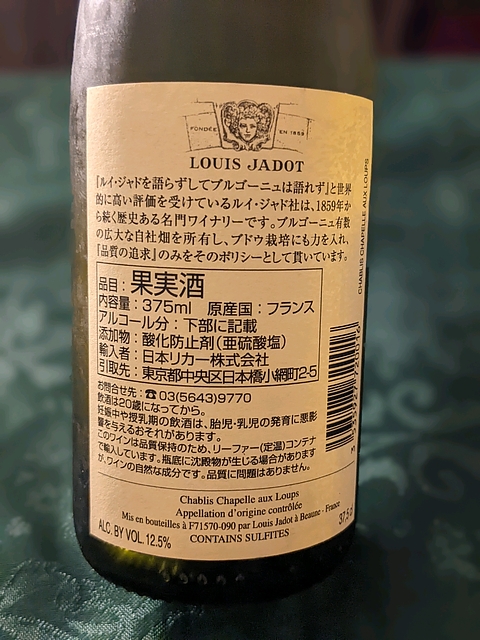 FONDÉE EN 1859
LOUIS JADOT
『ルイ・ジャドを語らずしてブルゴーニュは語れず』と世界
的に高い評価を受けているルイ・ジャド社は、1859年か
ら続く歴史ある名門ワイナリーです。ブルゴーニュ有数
の広大な自社畑を所有し、ブドウ栽培にも力を入れ、
『品質の追求』のみをそのポリシーとして貫いています。
品目：果実酒
内容量：375ml 原産国：フランス
アルコール分：下部に記載
添加物：酸化防止剤（亜硫酸塩）
輸入者：日本リカー株式会社
引取先：東京都中央区日本橋小網町2-5
お問合せ先：☎03(5643)9770
飲酒は20歳になってから。
妊娠中や授乳期の飲酒は、胎児・乳児の発育に悪影
響を与えるおそれがあります。
このワインは品質保持のため、リーファー(定温)コンテナ
で輸入しています。瓶底に沈殿物が生じる場合があります
が、ワインの自然な成分です。品質に問題はありません。
Chablis Chapelle aux Loups
Appellation d'origine contrôlée
Mis en bouteilles à F71570-090 par Louis Jadot à Beaune - France
ALC. BY VOL. 12.5%
CONTAINS SULFITES
37,5 cl
CHABLIS CHAPELLE AUX LOUPS